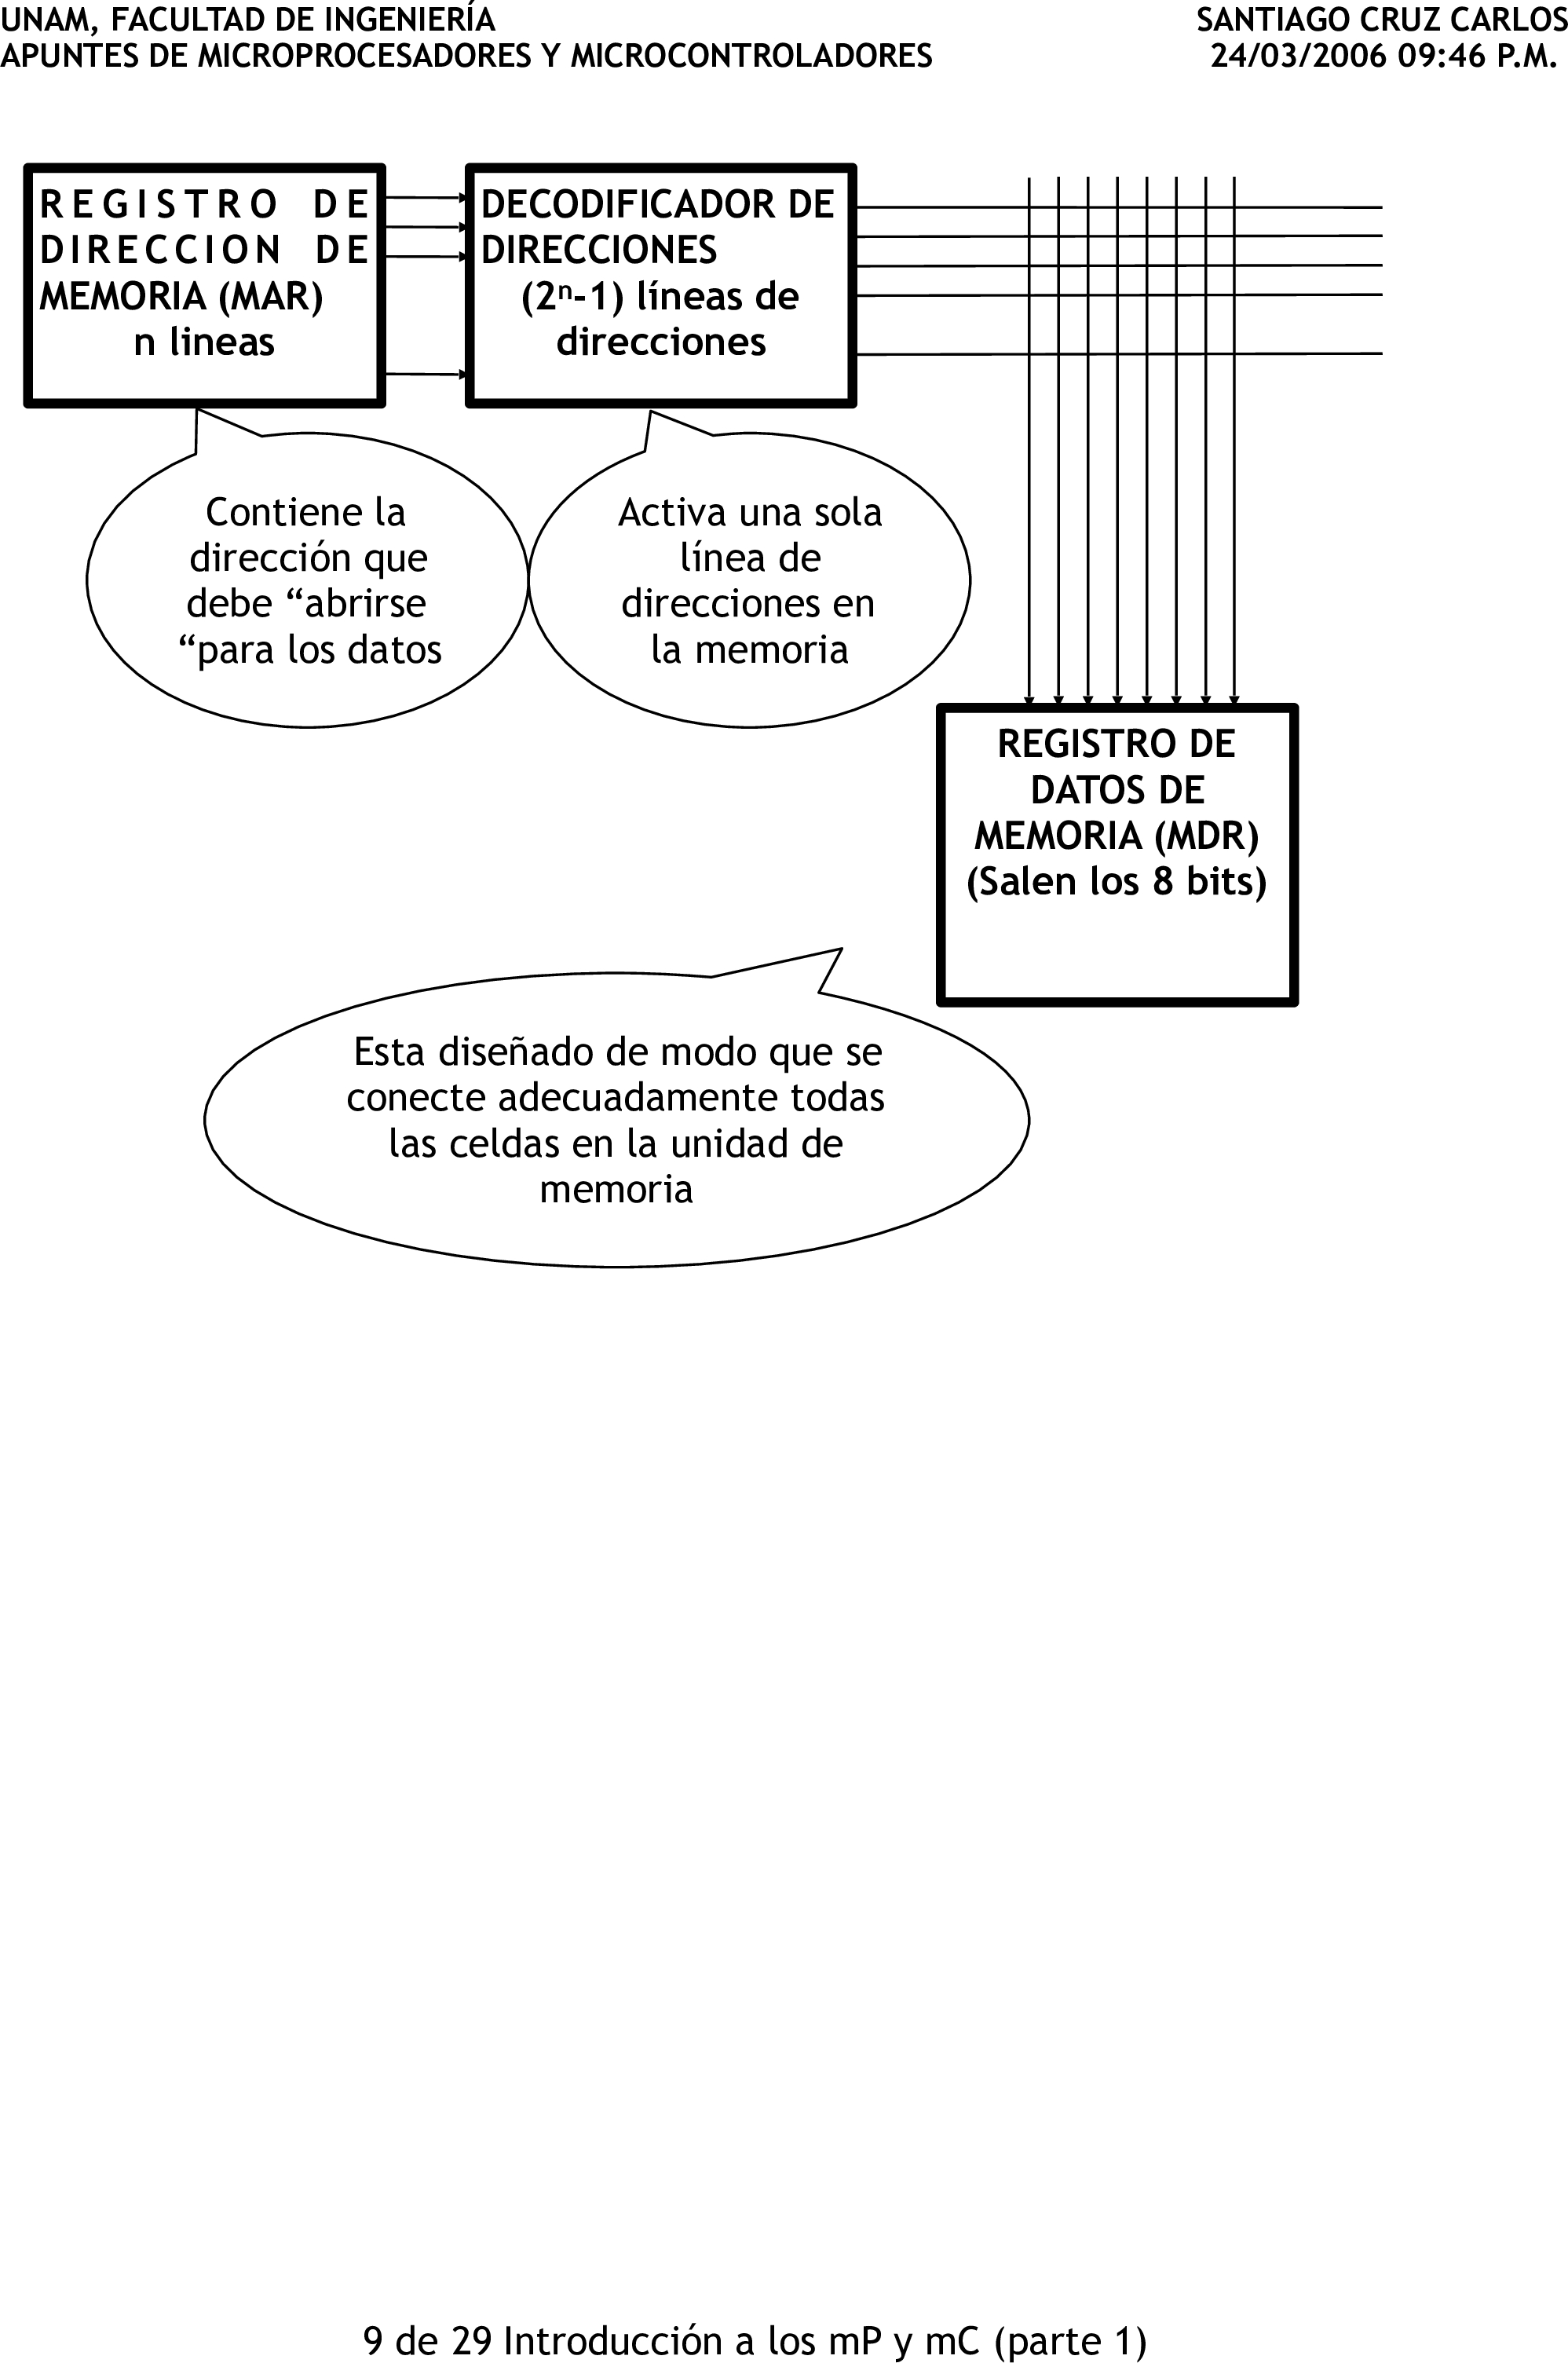 UNAM, FACULTAD DE INGENIERÍA SANTIAGO CRUZ CARLOS
APUNTES DE MICROPROCESADORES Y MICROCONTROLADORES 24/03/2006 09:46 P.M.
REGISTRO DE
DIRECCION DE
MEMORIA (MAR)
n lineas
DECODIFICADOR DE
DIRECCIONES
(2ⁿ-1) líneas de
direcciones
Contiene la
dirección que
debe “abrirse
“para los datos
Activa una sola
línea de
direcciones en
la memoria
REGISTRO DE
DATOS DE
MEMORIA (MDR)
(Salen los 8 bits)
Esta diseñado de modo que se
conecte adecuadamente todas
las celdas en la unidad de
memoria
9 de 29 Introducción a los mP y mC (parte 1)